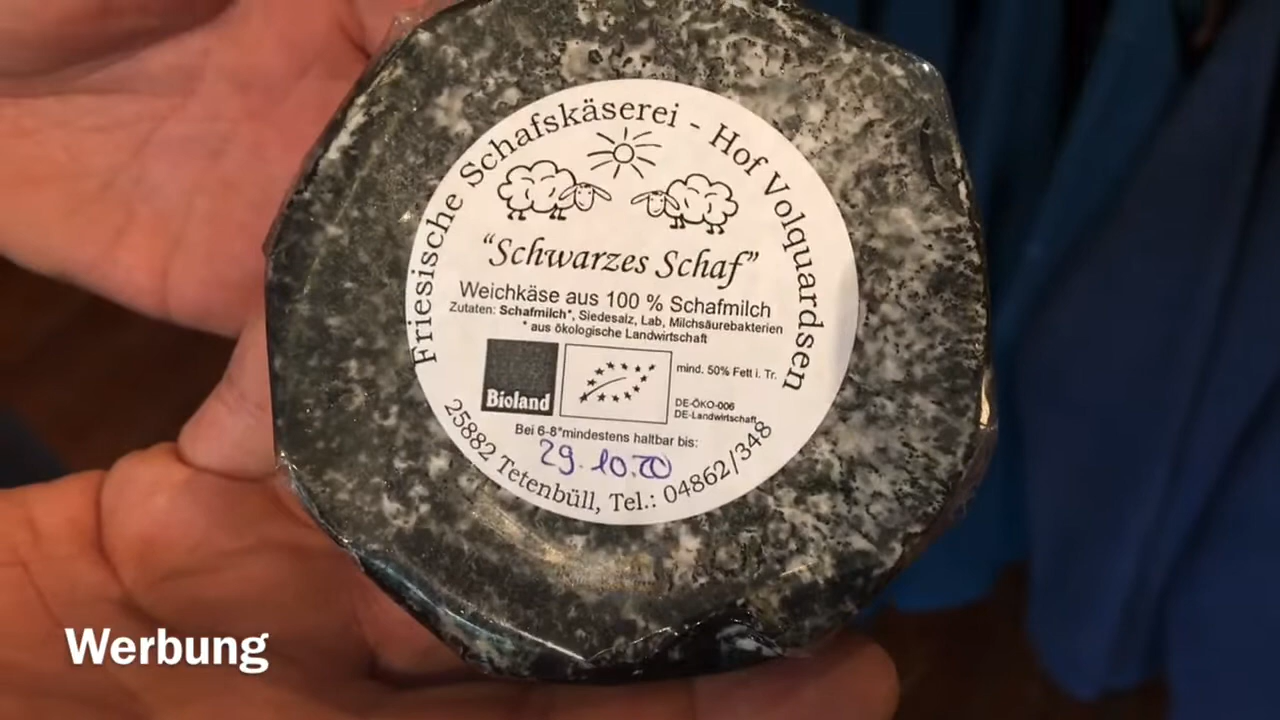 Friesische Schafskäserei - Hof Volquardsen
"Schwarzes Schaf"
Weichkäse aus 100 % Schafmilch
Zutaten: Schafmilch*, Siedesalz, Lab, Milchsäurebakterien
* aus ökologische Landwirtschaft
Bioland
mind. 50% Fett i. Tr.
DE-ÖKO-006
DE-Landwirtschaft
Bei 6-8°mindestens haltbar bis:
29.10.20
25882 Tetenbüll, Tel.: 04862/348
Werbung